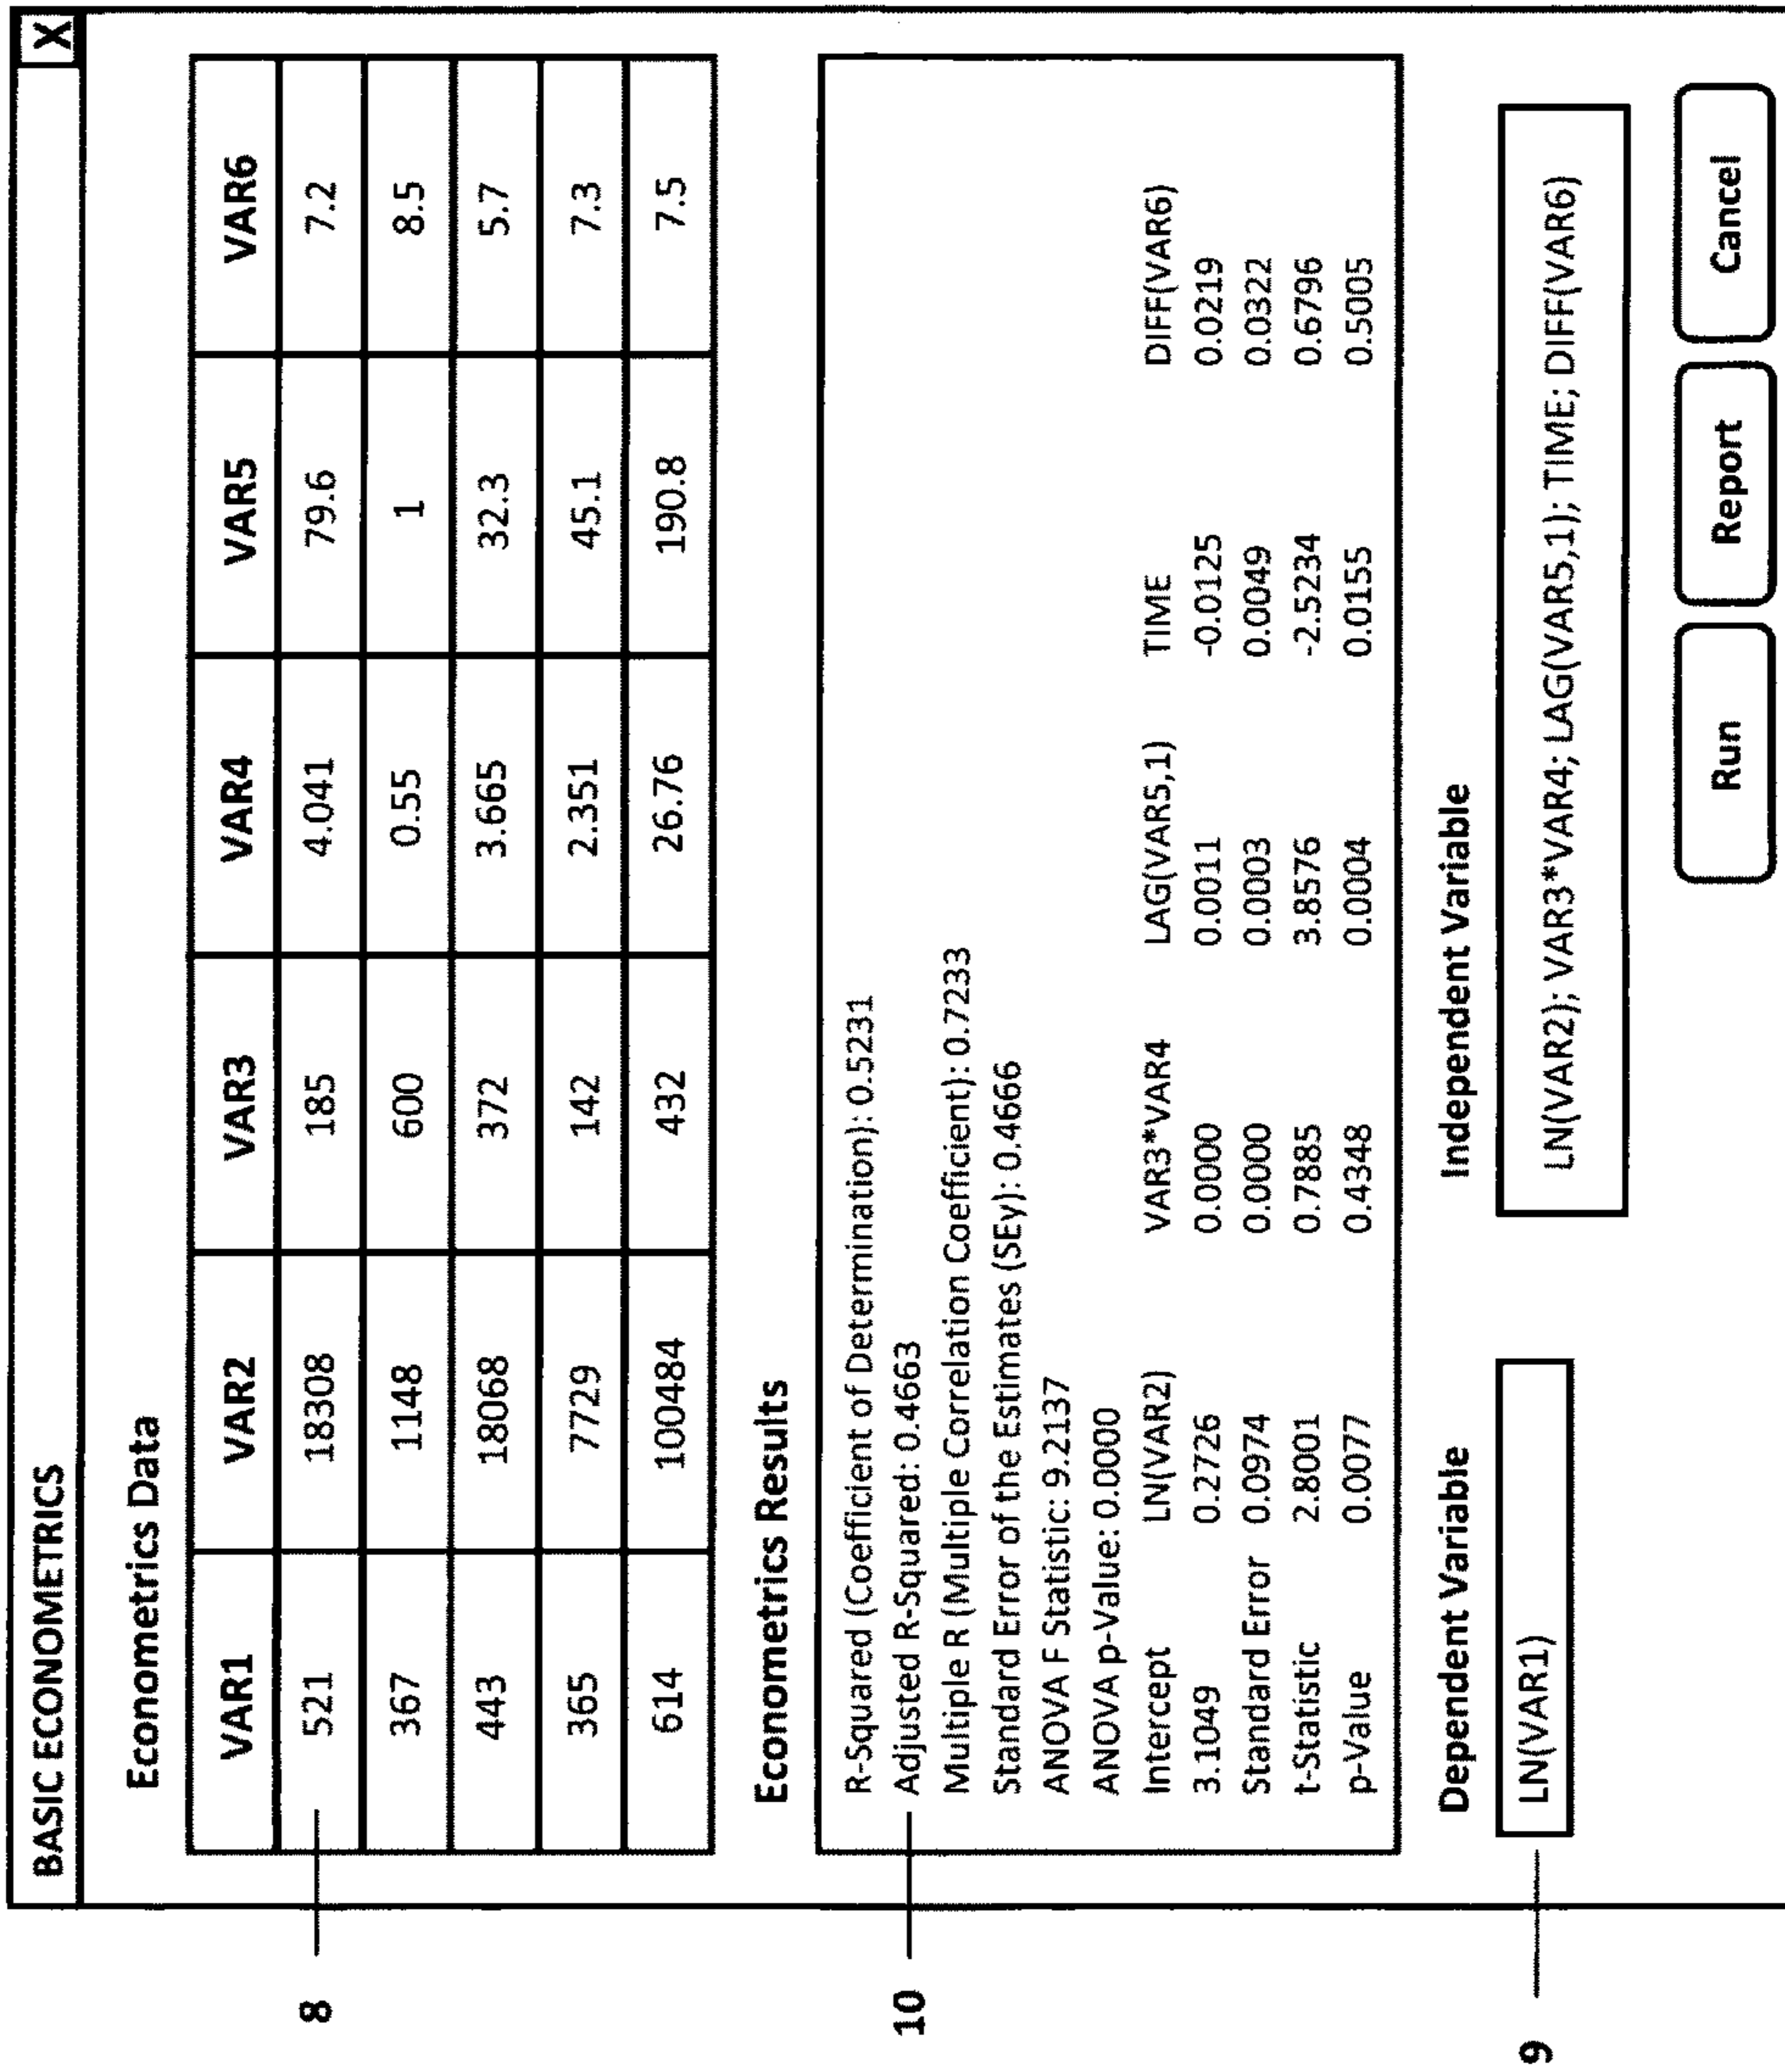 BASIC ECONOMETRICS X
Econometrics Data
VAR1 VAR2 VAR3 VAR4 VAR5 VAR6
8 521 18308 185 4.041 79.6 7.2
367 1148 600 0.55 1 8.5
443 18068 372 3.665 32.3 5.7
365 7729 142 2.351 45.1 7.3
614 100484 432 26.76 190.8 7.5
Econometrics Results
R-Squared (Coefficient of Determination): 0.5231
10 Adjusted R-Squared: 0.4663
Multiple R (Multiple Correlation Coefficient): 0.7233
Standard Error of the Estimates (SEy): 0.4666
ANOVA F Statistic: 9.2137
ANOVA p-Value: 0.0000
Intercept LN(VAR2) VAR3*VAR4 LAG(VAR5,1) TIME DIFF(VAR6)
3.1049 0.2726 0.0000 0.0011 -0.0125 0.0219
Standard Error 0.0974 0.0000 0.0003 0.0049 0.0322
t-Statistic 2.8001 0.7885 3.8576 -2.5234 0.6796
p-Value 0.0077 0.4348 0.0004 0.0155 0.5005
Dependent Variable Independent Variable
9 LN(VAR1) LN(VAR2); VAR3*VAR4; LAG(VAR5,1); TIME; DIFF(VAR6)
Run Report Cancel